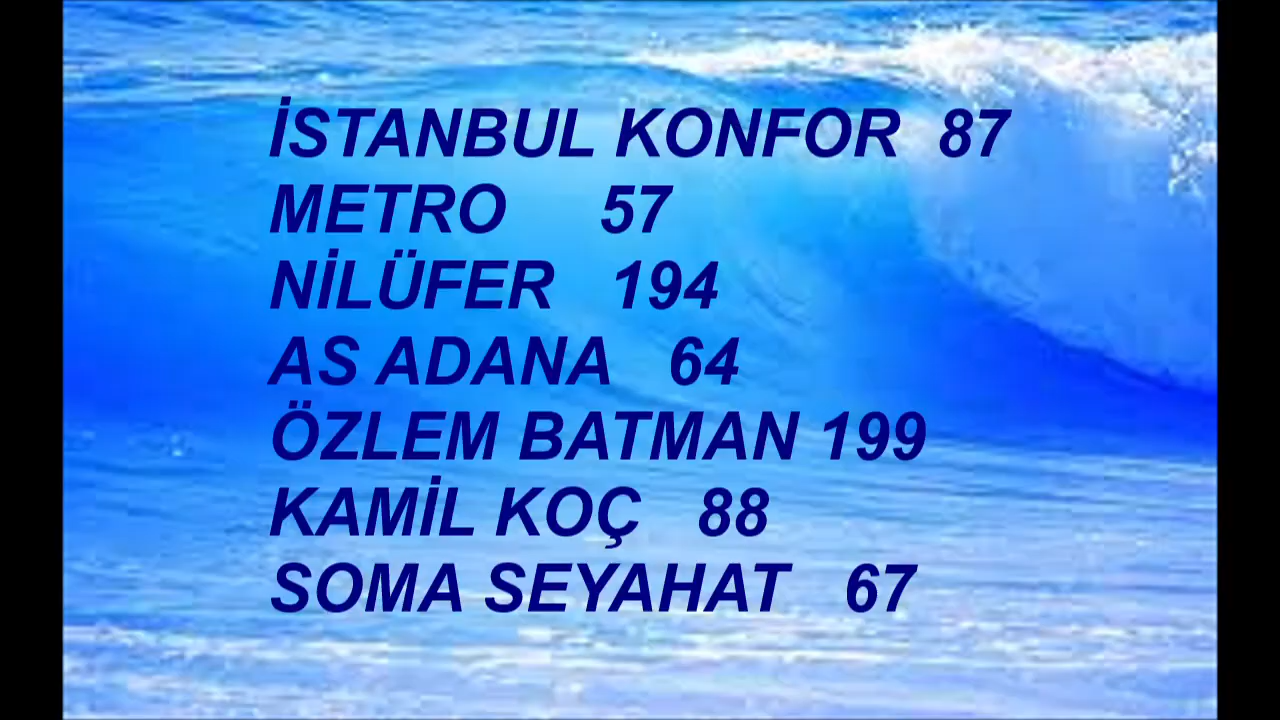 İSTANBUL KONFOR 87
METRO 57
NİLÜFER 194
AS ADANA 64
ÖZLEM BATMAN 199
KAMİL KOÇ 88
SOMA SEYAHAT 67